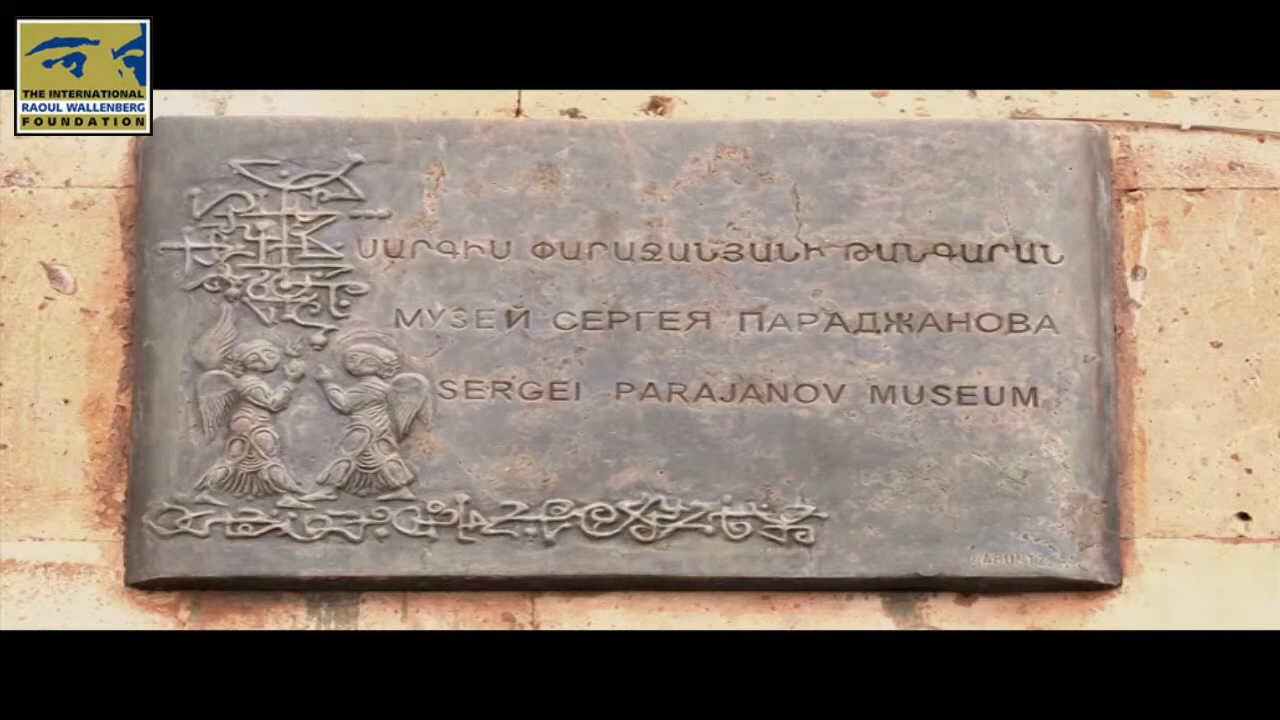 THE INTERNATIONAL
RAOUL WALLENBERG
FOUNDATION
ՍԱՐԳԻՍ ՓԱՐԱՋԱՆՅԱՆԻ ԹԱՆԳԱՐԱՆ
МУЗЕЙ СЕРГЕЯ ПАРАДЖАНОВА
SERGEI PARAJANOV MUSEUM